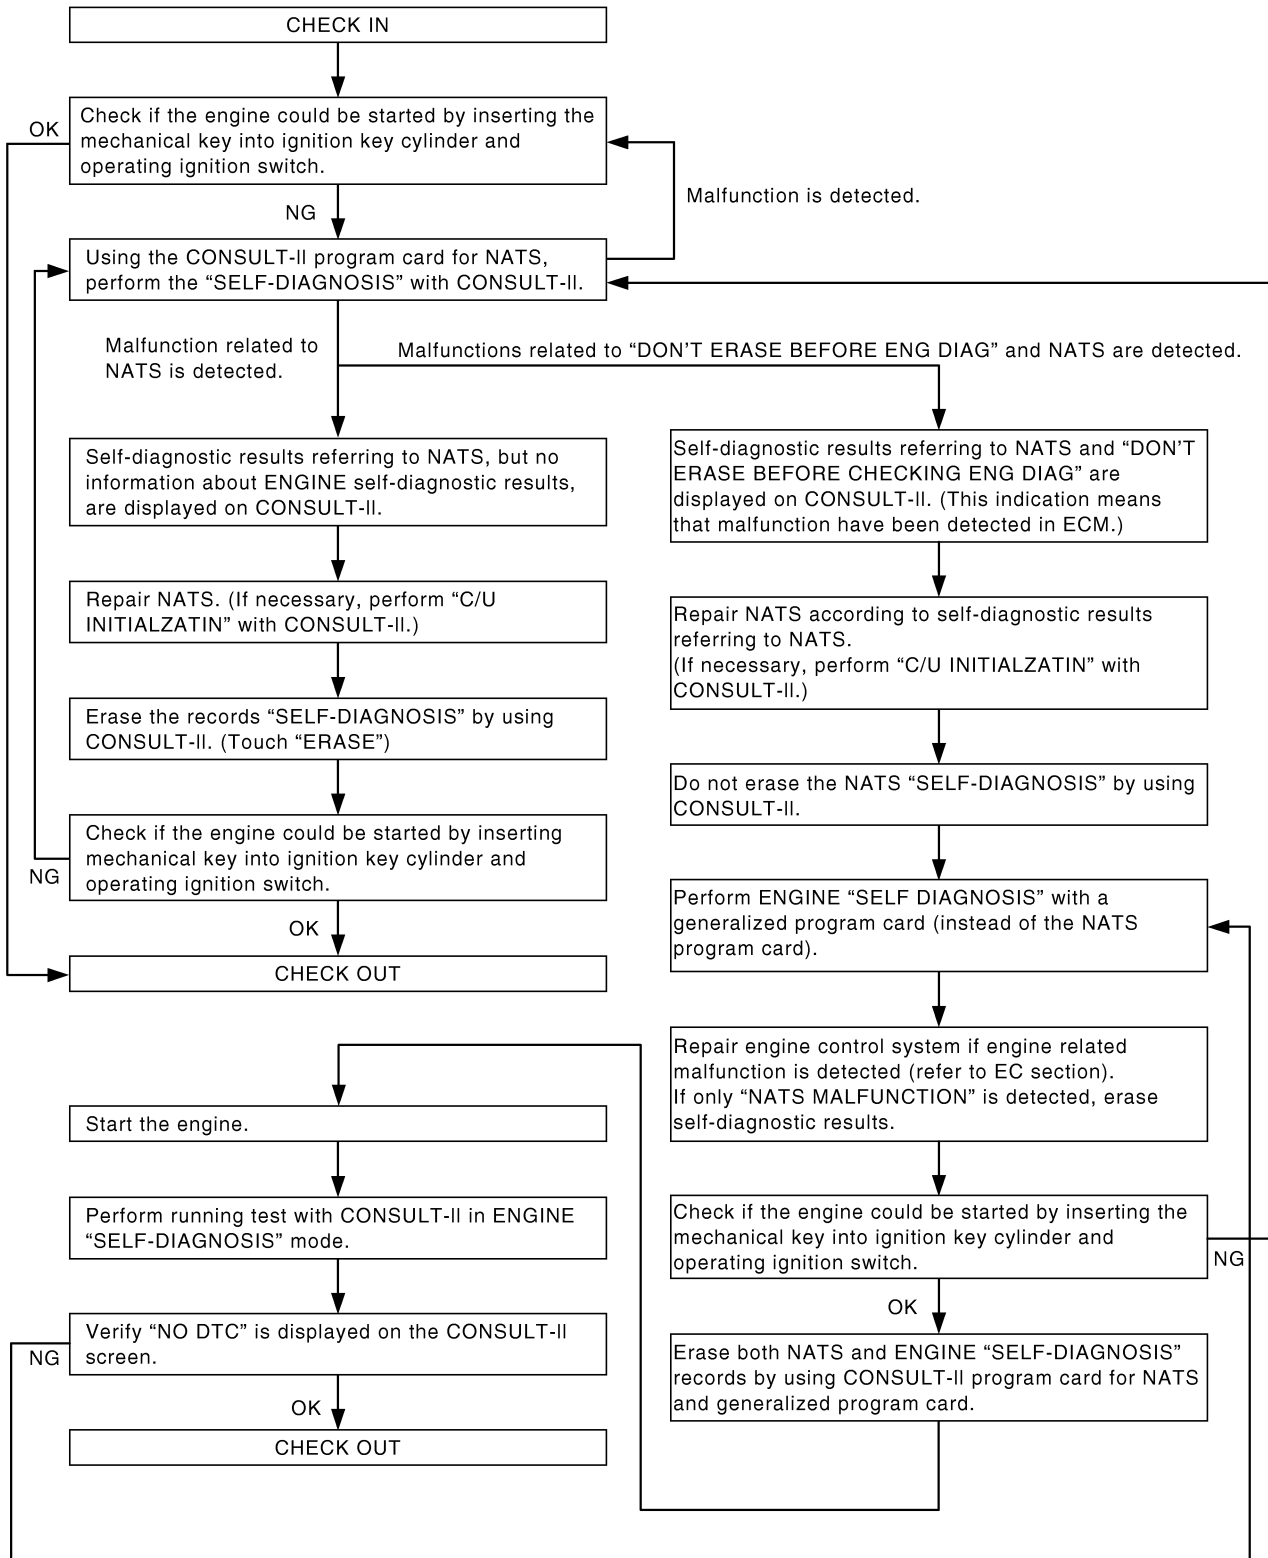 CHECK IN
Check if the engine could be started by inserting the
mechanical key into ignition key cylinder and
operating ignition switch.
OK
NG
Malfunction is detected.
Using the CONSULT-II program card for NATS,
perform the “SELF-DIAGNOSIS” with CONSULT-II.
Malfunction related to
NATS is detected.
Malfunctions related to “DON’T ERASE BEFORE ENG DIAG” and NATS are detected.
Self-diagnostic results referring to NATS, but no
information about ENGINE self-diagnostic results,
are displayed on CONSULT-II.
Repair NATS. (If necessary, perform “C/U
INITIALZATIN” with CONSULT-II.)
Erase the records “SELF-DIAGNOSIS” by using
CONSULT-II. (Touch “ERASE”)
Check if the engine could be started by inserting
mechanical key into ignition key cylinder and
operating ignition switch.
NG
OK
CHECK OUT
Self-diagnostic results referring to NATS and “DON’T
ERASE BEFORE CHECKING ENG DIAG” are
displayed on CONSULT-II. (This indication means
that malfunction have been detected in ECM.)
Repair NATS according to self-diagnostic results
referring to NATS.
(If necessary, perform “C/U INITIALZATIN” with
CONSULT-II.)
Do not erase the NATS “SELF-DIAGNOSIS” by using
CONSULT-II.
Perform ENGINE “SELF DIAGNOSIS” with a
generalized program card (instead of the NATS
program card).
Repair engine control system if engine related
malfunction is detected (refer to EC section).
If only “NATS MALFUNCTION” is detected, erase
self-diagnostic results.
Check if the engine could be started by inserting the
mechanical key into ignition key cylinder and
operating ignition switch.
NG
OK
Erase both NATS and ENGINE “SELF-DIAGNOSIS”
records by using CONSULT-II program card for NATS
and generalized program card.
Start the engine.
Perform running test with CONSULT-II in ENGINE
“SELF-DIAGNOSIS” mode.
Verify “NO DTC” is displayed on the CONSULT-II
screen.
NG
OK
CHECK OUT